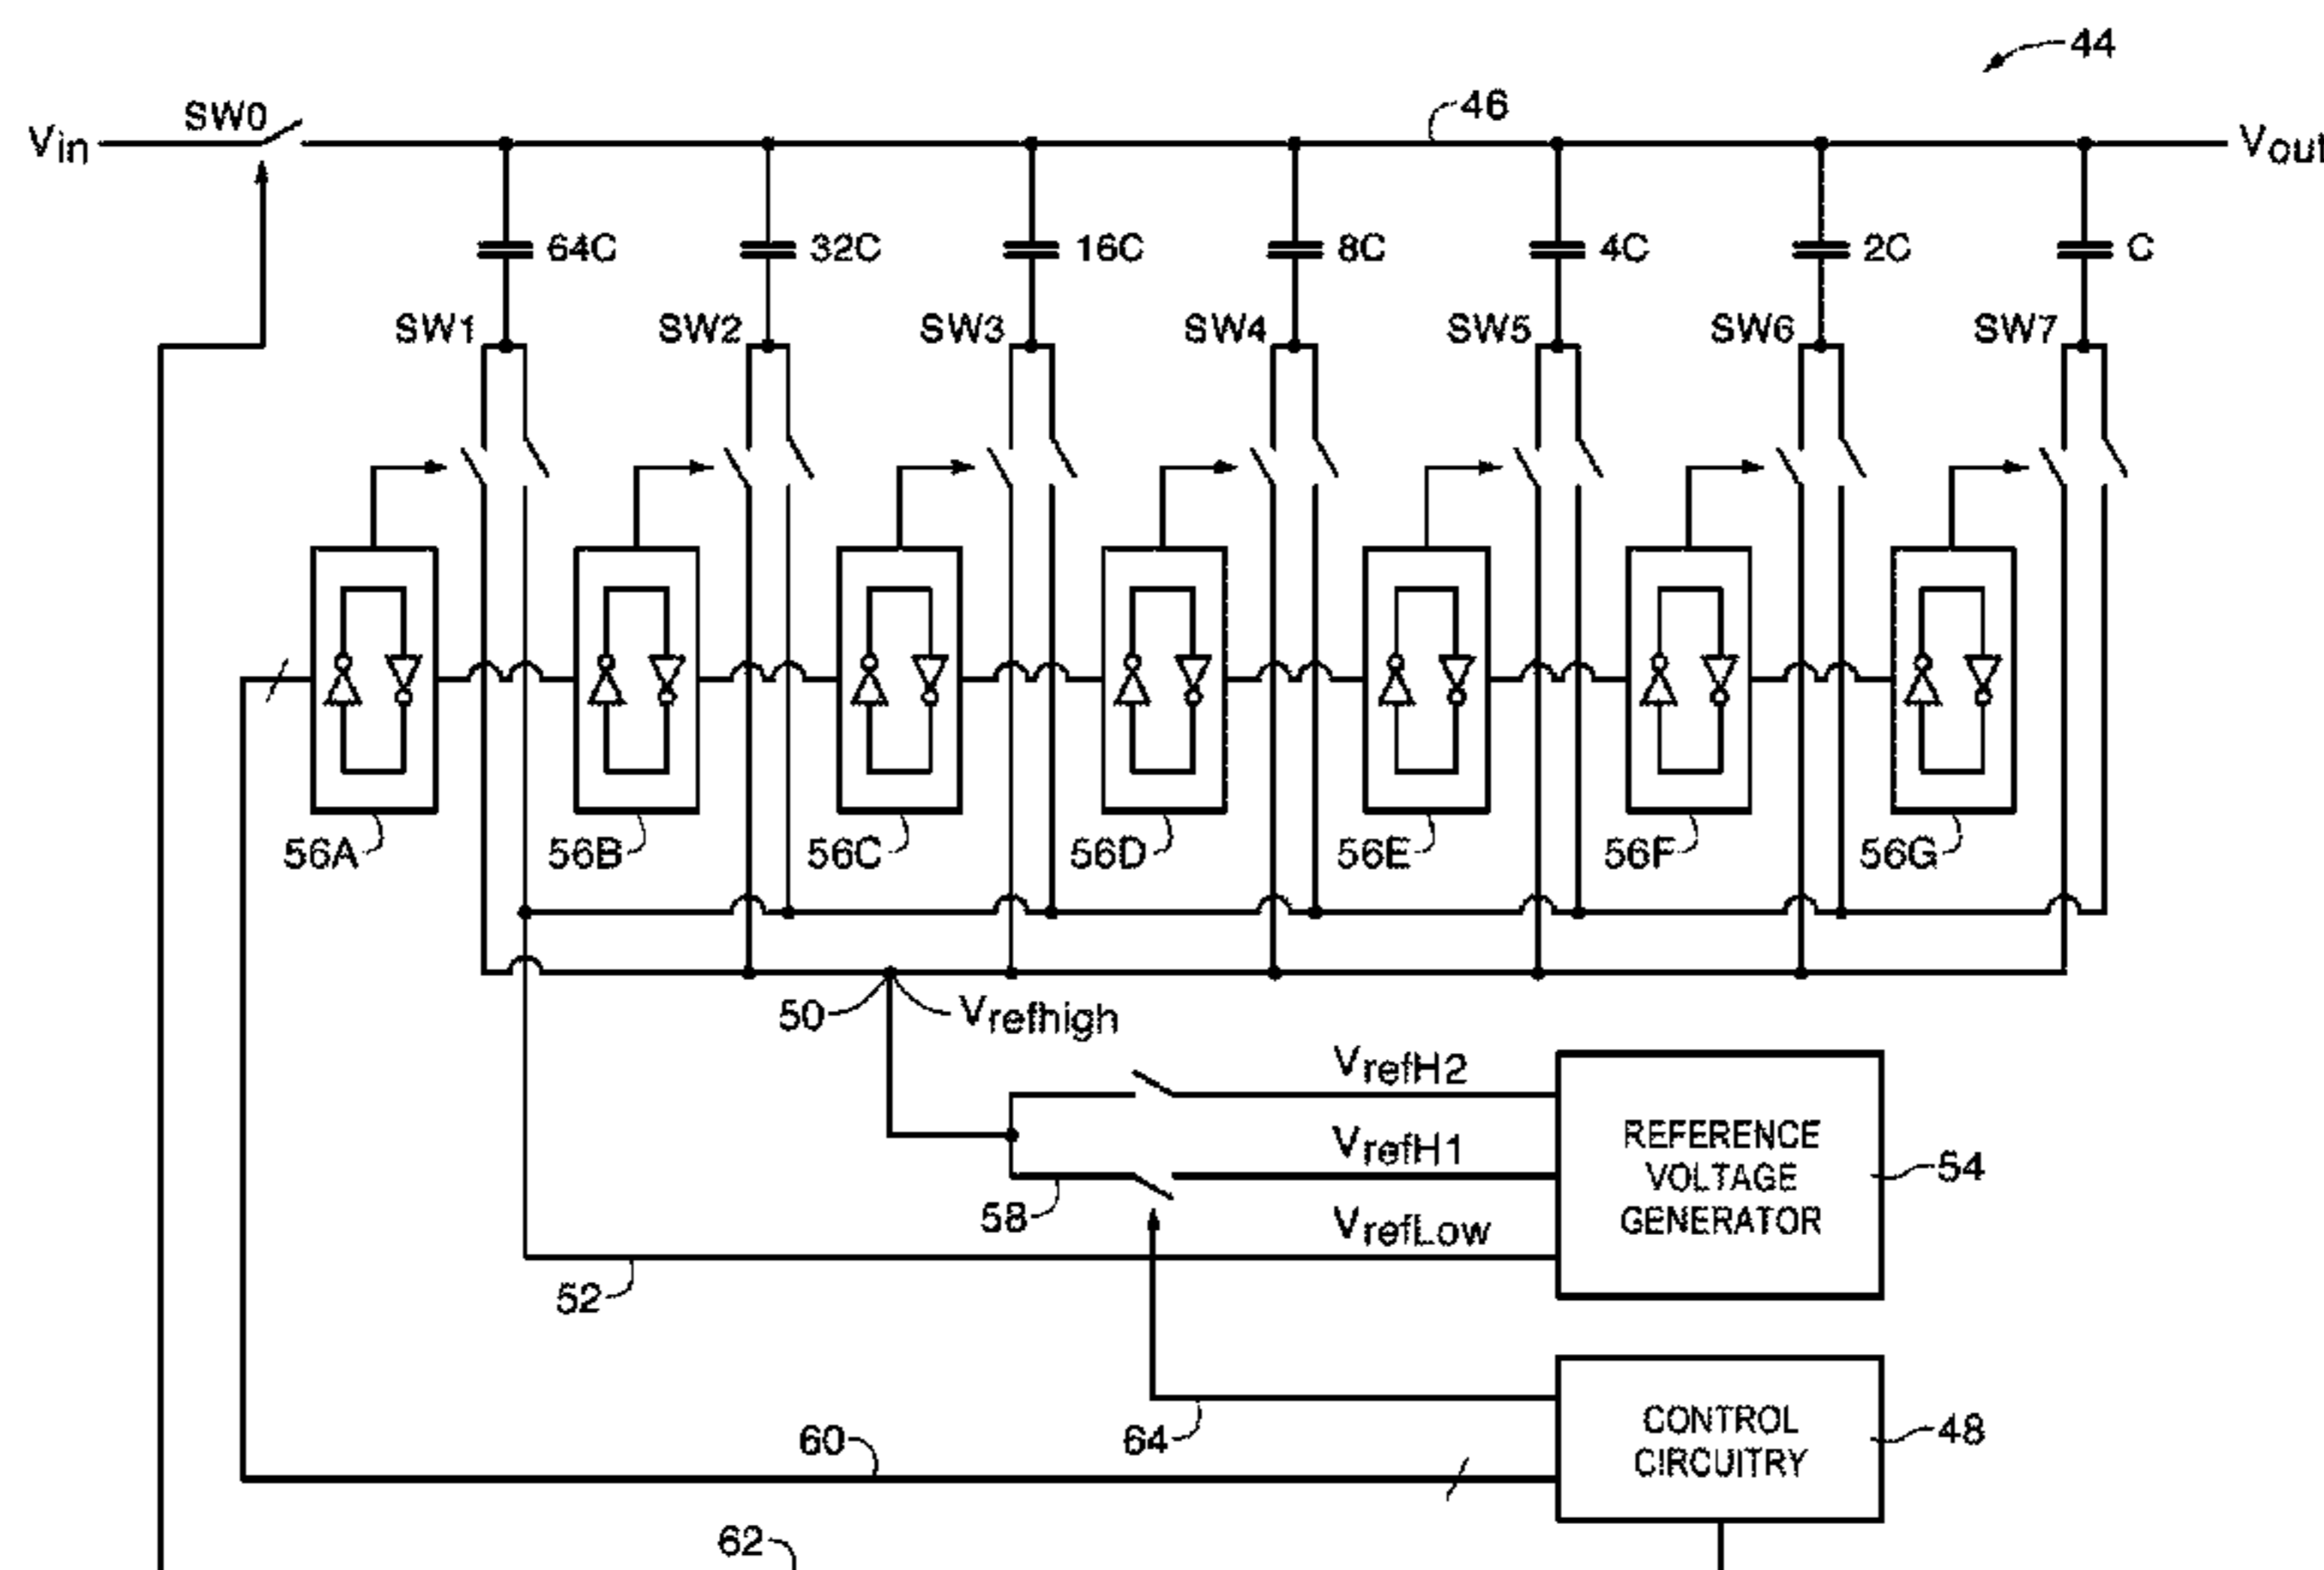 44
46
SW0
Vin
Vout
64C 32C 16C 8C 4C 2C C
SW1 SW2 SW3 SW4 SW5 SW6 SW7
56A 56B 56C 56D 56E 56F 56G
50 Vrefhigh
VrefH2
VrefH1
58
VrefLow
REFERENCE
VOLTAGE
GENERATOR
54
52
CONTROL
CIRCUITRY
48
64
60
62